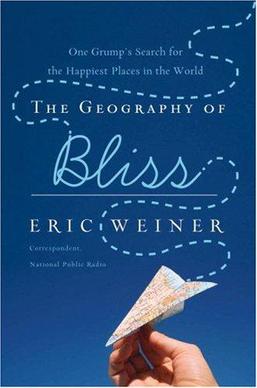 One Grump's Search for
the Happiest Places in the World
THE GEOGRAPHY OF
Bliss
ERIC WEINER
Correspondent,
National Public Radio